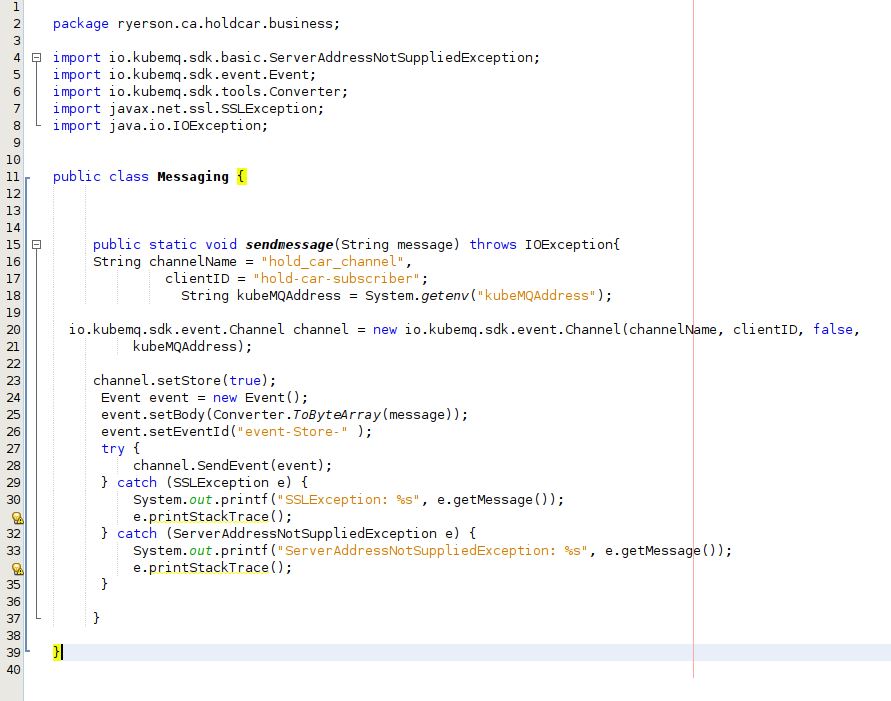 1
2 package ryerson.ca.holdcar.business;
3
4 import io.kubemq.sdk.basic.ServerAddressNotSuppliedException;
5 import io.kubemq.sdk.event.Event;
6 import io.kubemq.sdk.tools.Converter;
7 import javax.net.ssl.SSLException;
8 import java.io.IOException;
9
10
11 public class Messaging {
12
13
14
15 public static void sendmessage(String message) throws IOException{
16 String channelName = "hold_car_channel",
17 clientID = "hold-car-subscriber";
18 String kubeMQAddress = System.getenv("kubeMQAddress");
19
20 io.kubemq.sdk.event.Channel channel = new io.kubemq.sdk.event.Channel(channelName, clientID, false,
21 kubeMQAddress);
22
23 channel.setStore(true);
24 Event event = new Event();
25 event.setBody(Converter.ToByteArray(message));
26 event.setEventId("event-Store-" );
27 try {
28 channel.SendEvent(event);
29 } catch (SSLException e) {
30 System.out.printf("SSLException: %s", e.getMessage());
e.printStackTrace();
32 } catch (ServerAddressNotSuppliedException e) {
33 System.out.printf("ServerAddressNotSuppliedException: %s", e.getMessage());
e.printStackTrace();
35 }
36
37 }
38
39 }
40